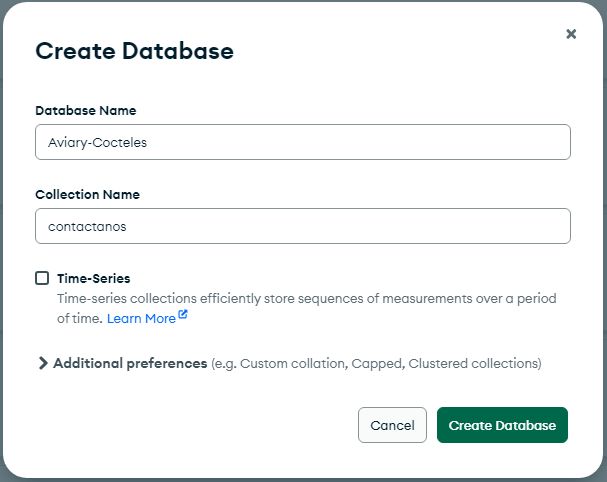 Create Database
Database Name
Aviary-Cocteles
Collection Name
contactanos
Time-Series
Time-series collections efficiently store sequences of measurements over a period
of time. Learn More
Additional preferences (e.g. Custom collation, Capped, Clustered collections)
Cancel
Create Database